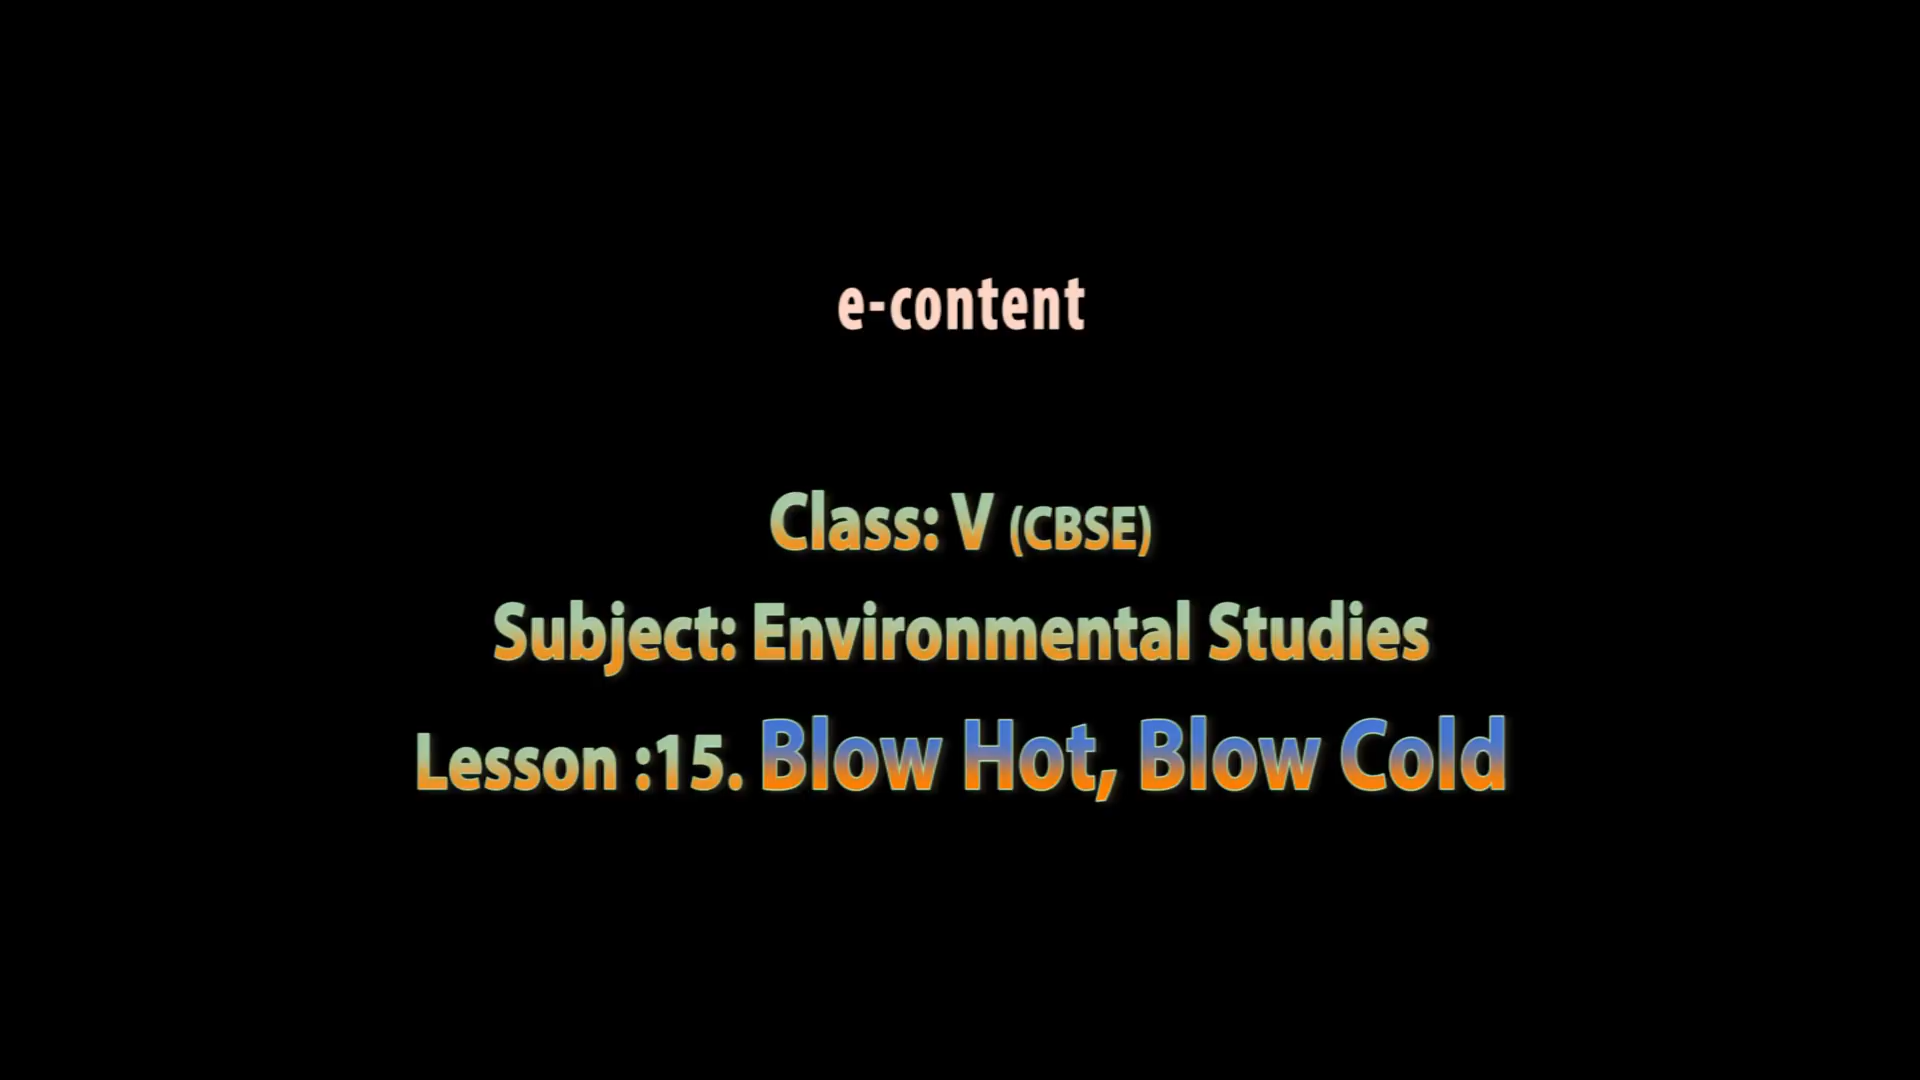 e-content
Class: V (CBSE)
Subject: Environmental Studies
Lesson :15. Blow Hot, Blow Cold